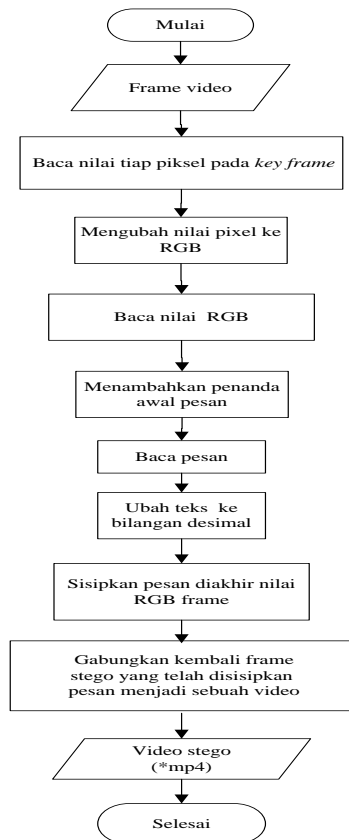 Mulai
Frame video
Baca nilai tiap piksel pada key frame
Mengubah nilai pixel ke
RGB
Baca nilai RGB
Menambahkan penanda
awal pesan
Baca pesan
Ubah teks ke
bilangan desimal
Sisipkan pesan diakhir nilai
RGB frame
Gabungkan kembali frame
stego yang telah disisipkan
pesan menjadi sebuah video
Video stego
(*mp4)
Selesai